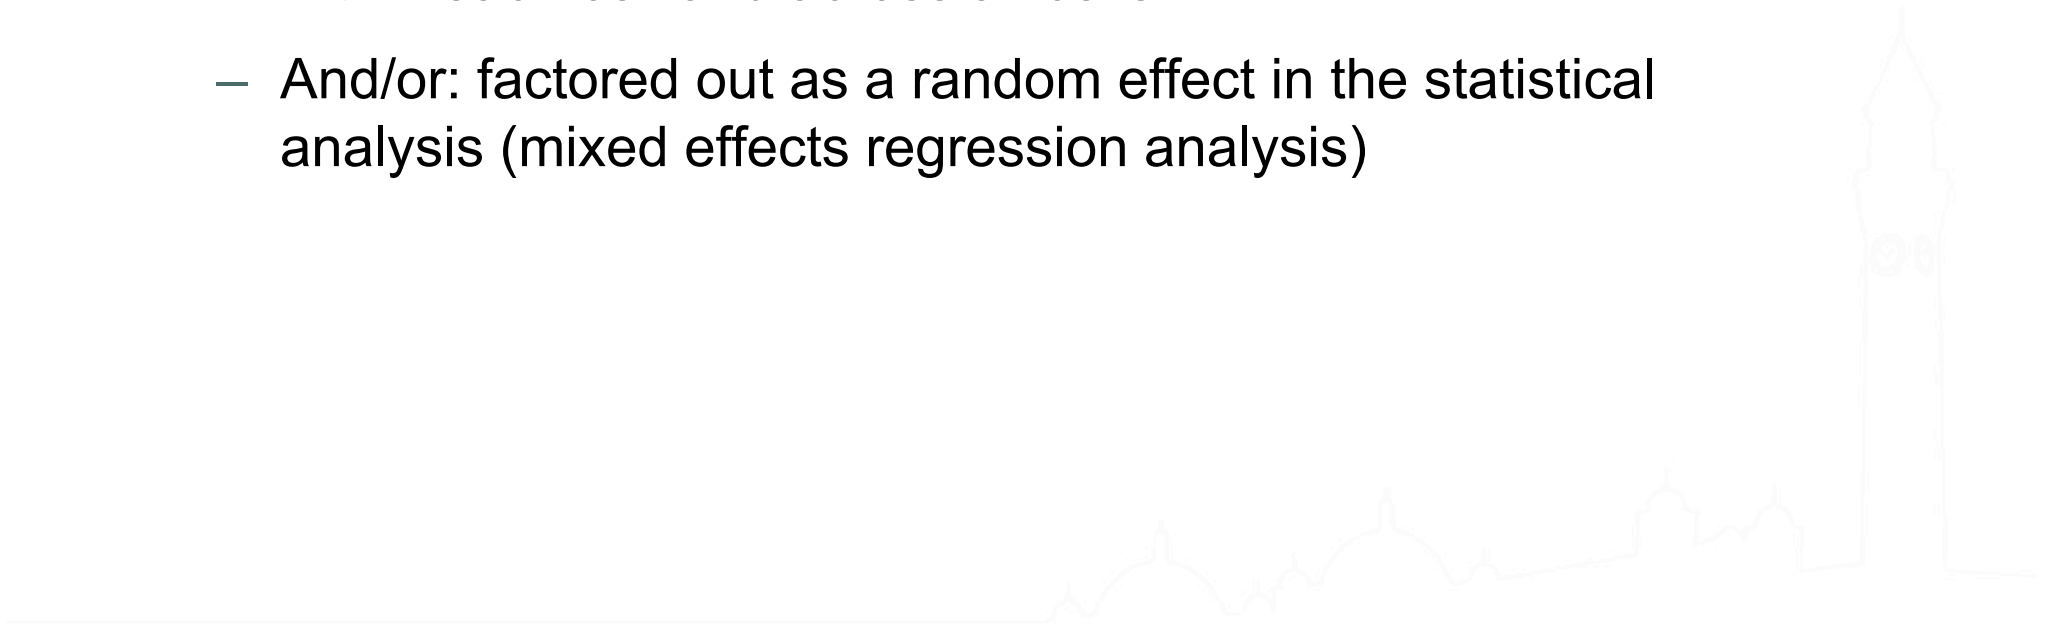 – And/or: factored out as a random effect in the statistical
analysis (mixed effects regression analysis)